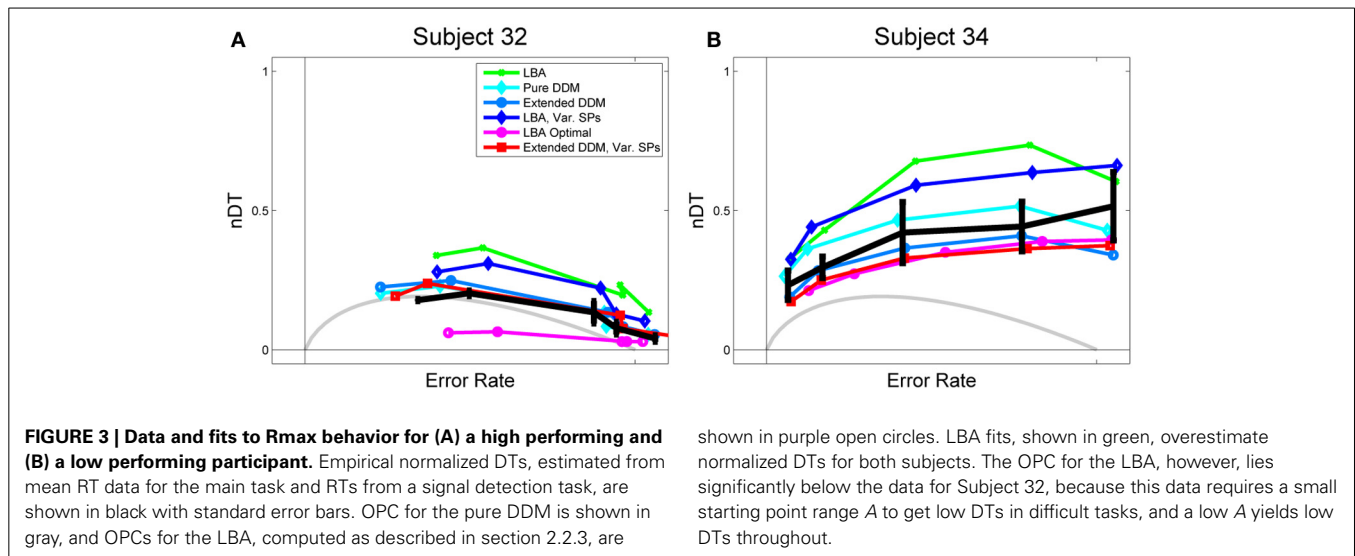 A
Subject 32
1
0.5
0
nDT
Error Rate
LBA
Pure DDM
Extended DDM
LBA, Var. SPs
LBA Optimal
Extended DDM, Var. SPs
B
Subject 34
1
0.5
0
nDT
Error Rate
FIGURE 3 | Data and fits to Rmax behavior for (A) a high performing and
(B) a low performing participant. Empirical normalized DTs, estimated from
mean RT data for the main task and RTs from a signal detection task, are
shown in black with standard error bars. OPC for the pure DDM is shown in
gray, and OPCs for the LBA, computed as described in section 2.2.3, are
shown in purple open circles. LBA fits, shown in green, overestimate
normalized DTs for both subjects. The OPC for the LBA, however, lies
significantly below the data for Subject 32, because this data requires a small
starting point range A to get low DTs in difficult tasks, and a low A yields low
DTs throughout.